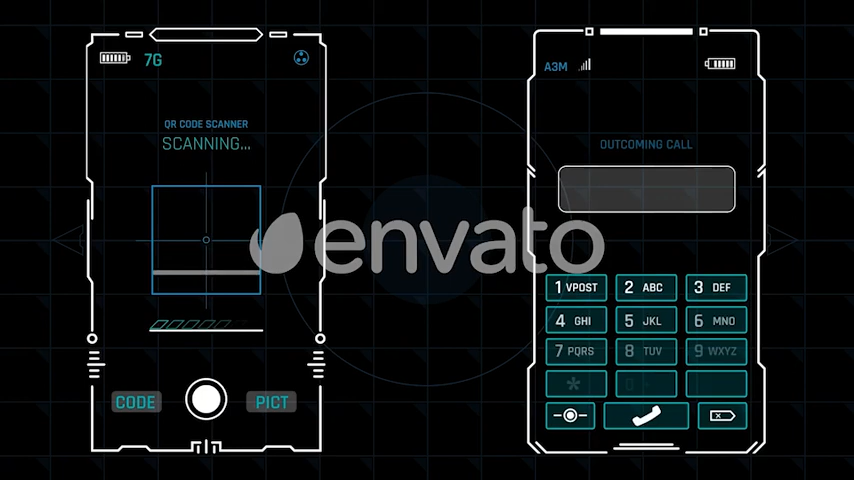 7G
QR CODE SCANNER
SCANNING...
CODE
PICT
A3M
OUTCOMING CALL
1 VPOST
2 ABC
3 DEF
4 GHI
5 JKL
6 MNO
7 PQRS
8 TUV
9 WXYZ
*
0
envato